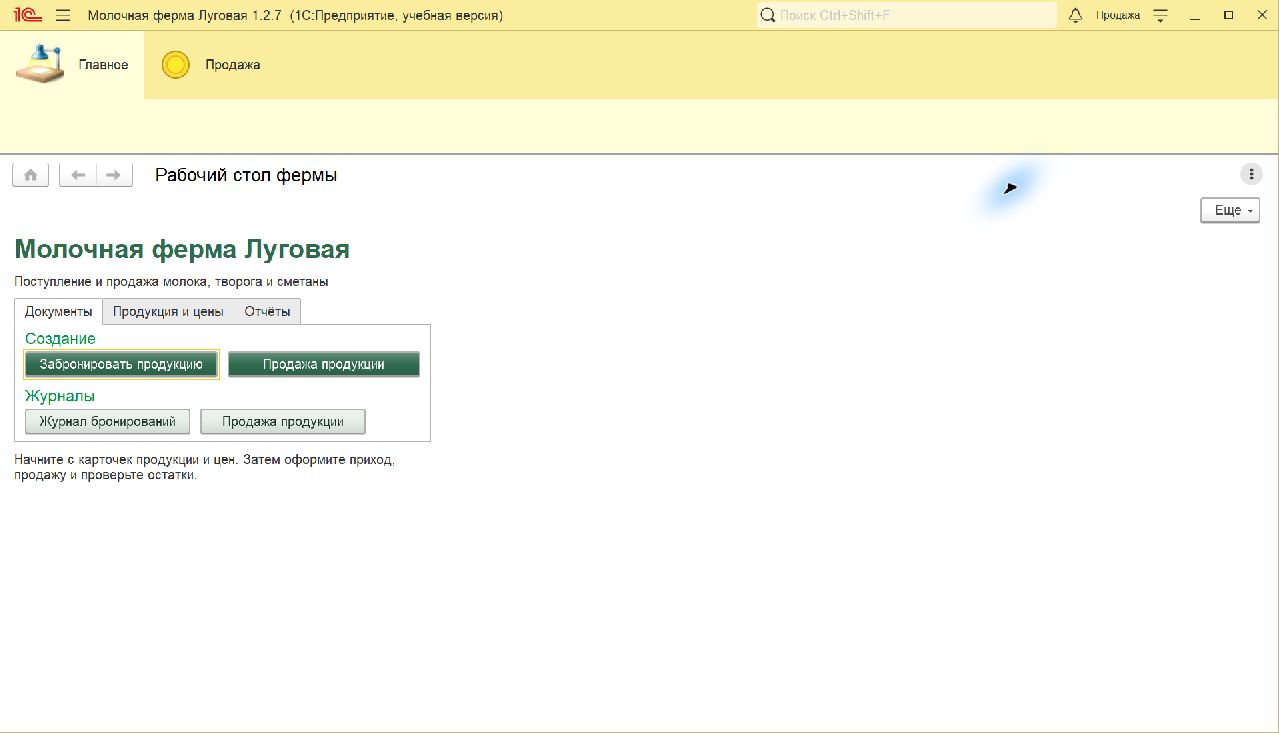 1С Молочная ферма Луговая 1.2.7 (1С:Предприятие, учебная версия) Поиск Ctrl+Shift+F Продажа
Главное Продажа
Рабочий стол фермы
Еще
Молочная ферма Луговая
Поступление и продажа молока, творога и сметаны
Документы Продукция и цены Отчёты
Создание
Забронировать продукцию Продажа продукции
Журналы
Журнал бронирований Продажа продукции
Начните с карточек продукции и цен. Затем оформите приход,
продажу и проверьте остатки.